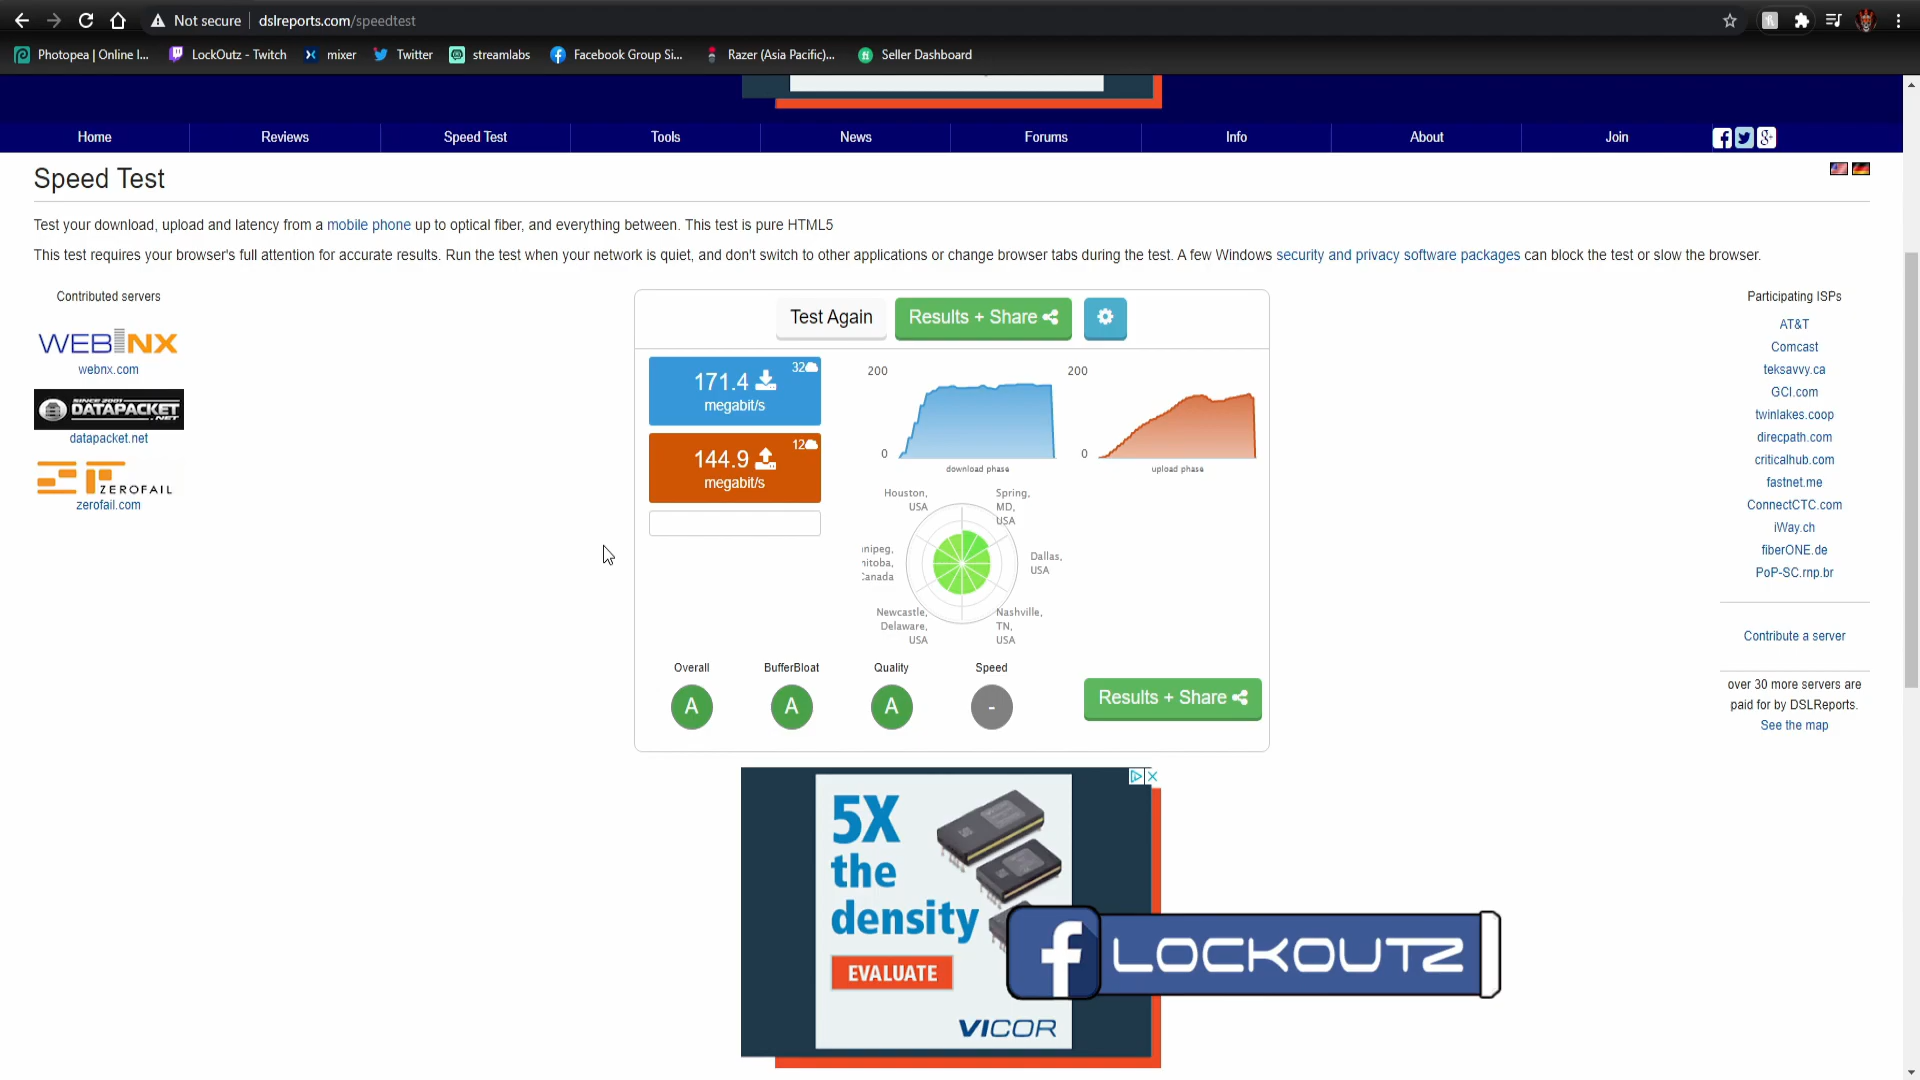 Not secure
dslreports.com/speedtest
Photopea | Online I...
LockOutz - Twitch
mixer
Twitter
streamlabs
Facebook Group Si...
Razer (Asia Pacific)...
Seller Dashboard
Home
Reviews
Speed Test
Tools
News
Forums
Info
About
Join
Speed Test
Test your download, upload and latency from a mobile phone up to optical fiber, and everything between. This test is pure HTML5
This test requires your browser's full attention for accurate results. Run the test when your network is quiet, and don't switch to other applications or change browser tabs during the test. A few Windows security and privacy software packages can block the test or slow the browser.
Contributed servers
WEBNX
webnx.com
SINCE 2001
DATAPACKET.NET
datapacket.net
ZEROFAIL
zerofail.com
Test Again
Results + Share
32
171.4
megabit/s
12
144.9
megabit/s
200
0
download phase
200
0
upload phase
Houston,
USA
Spring,
MD,
USA
Dallas,
USA
Nashville,
TN,
USA
Newcastle,
Delaware,
USA
nipeg,
nitoba,
Canada
Overall
BufferBloat
Quality
Speed
A
A
A
-
Results + Share
Participating ISPs
AT&T
Comcast
teksavvy.ca
GCI.com
twinlakes.coop
direcpath.com
criticalhub.com
fastnet.me
ConnectCTC.com
iWay.ch
fiberONE.de
PoP-SC.rnp.br
Contribute a server
over 30 more servers are
paid for by DSLReports.
See the map
5X
the
density
EVALUATE
VICOR
f LOCKOUTZ